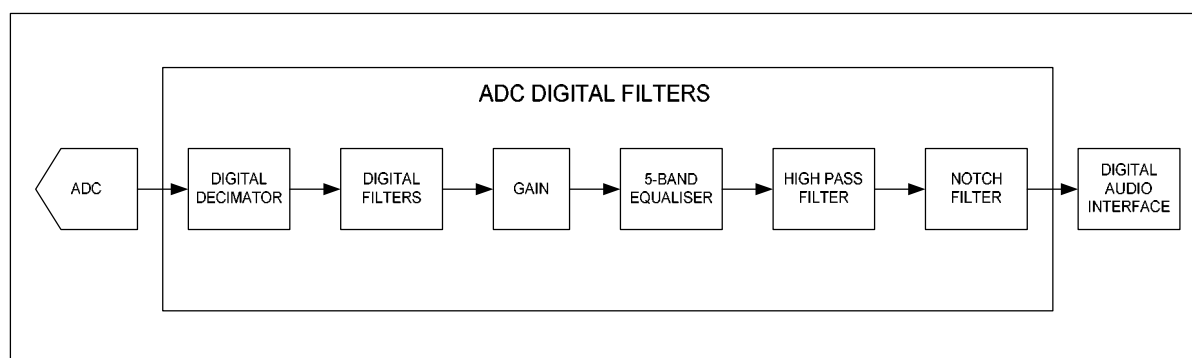 ADC DIGITAL FILTERS
ADC
DIGITAL
DECIMATOR
DIGITAL
FILTERS
GAIN
5-BAND
EQUALISER
HIGH PASS
FILTER
NOTCH
FILTER
DIGITAL
AUDIO
INTERFACE